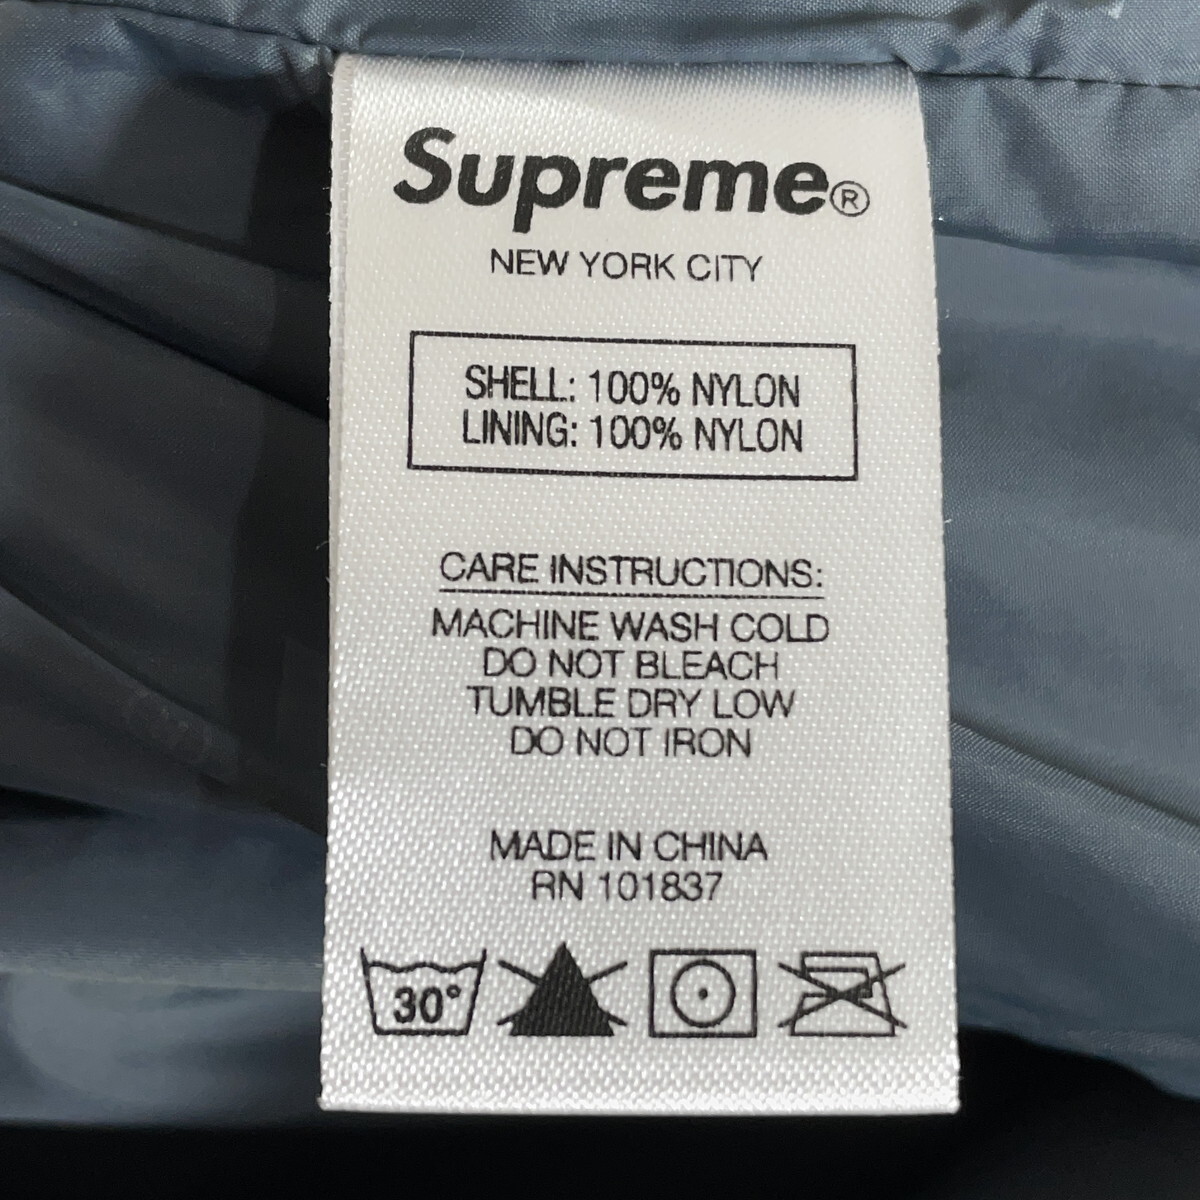 Supreme®
NEW YORK CITY
SHELL: 100% NYLON
LINING: 100% NYLON
CARE INSTRUCTIONS:
MACHINE WASH COLD
DO NOT BLEACH
TUMBLE DRY LOW
DO NOT IRON
MADE IN CHINA
RN 101837
30°